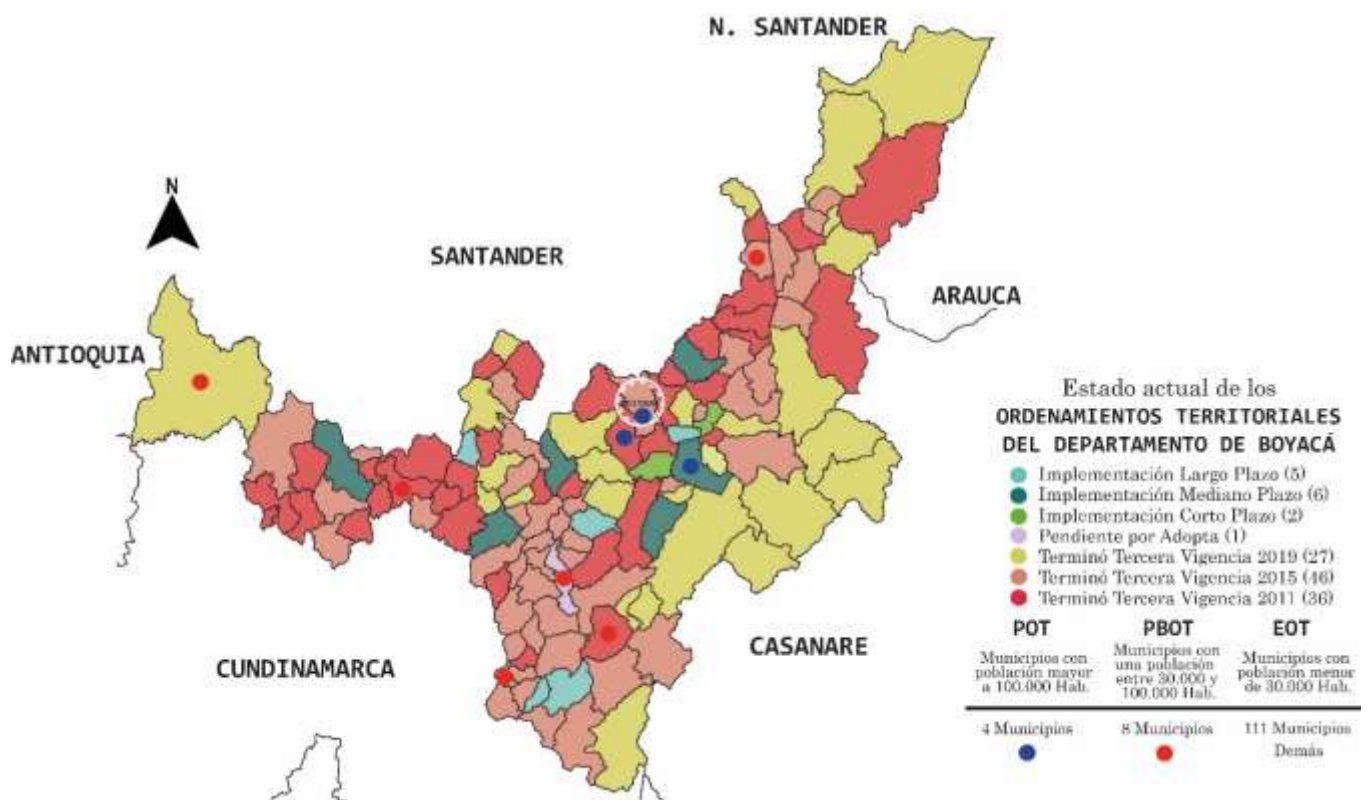 N. SANTANDER
N
SANTANDER
ARAUCA
ANTIOQUIA
CASANARE
CUNDINAMARCA
Estado actual de los
ORDENAMIENTOS TERRITORIALES
DEL DEPARTAMENTO DE BOYACÁ
Implementación Largo Plazo (5)
Implementación Mediano Plazo (6)
Implementación Corto Plazo (2)
Pendiente por Adopta (1)
Terminó Tercera Vigencia 2019 (27)
Terminó Tercera Vigencia 2015 (46)
Terminó Tercera Vigencia 2011 (36)
POT
Municipios con
población mayor
a 100.000 Hab.
4 Municipios
PBOT
Municipios con
una población
entre 30.000 y
100.000 Hab.
8 Municipios
EOT
Municipios con
población menor
de 30.000 Hab.
111 Municipios
Demás